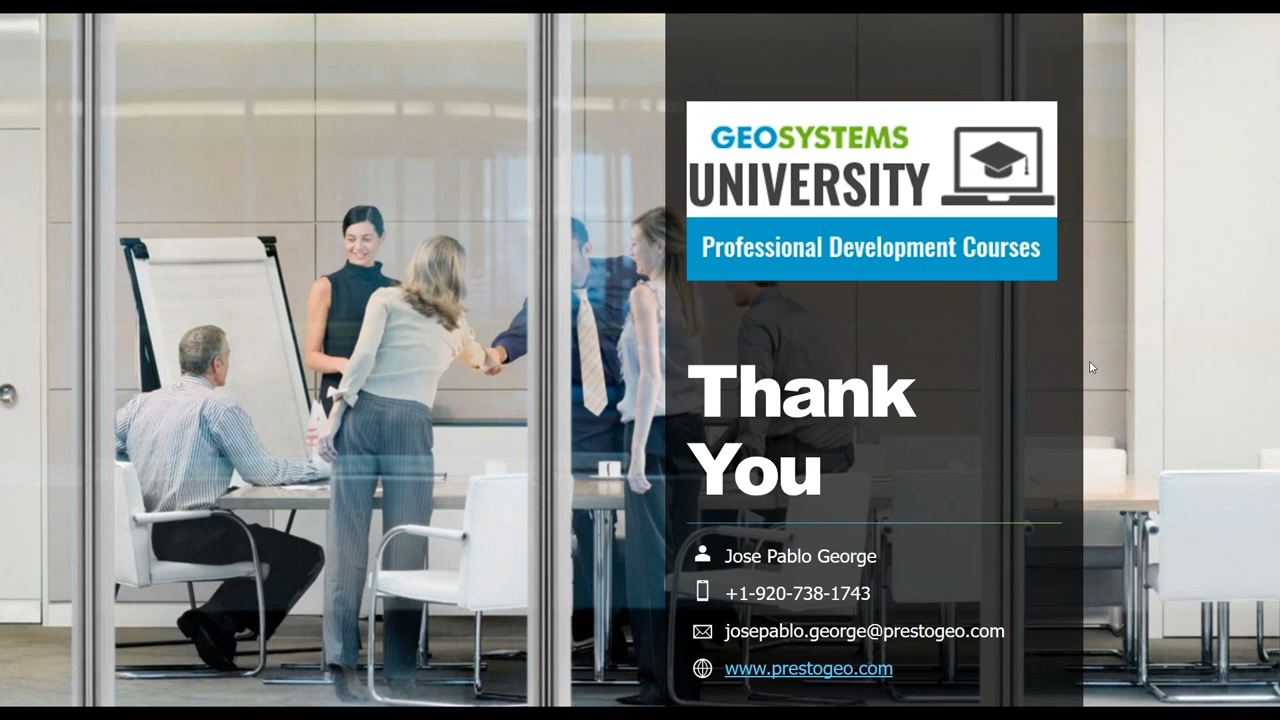 GEOSYSTEMS
UNIVERSITY
Professional Development Courses
Thank
You
Jose Pablo George
+1-920-738-1743
josepablo.george@prestogeo.com
www.prestogeo.com